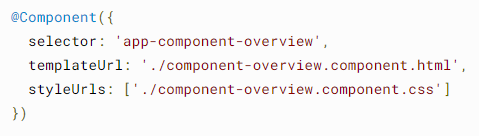 @Component({
  selector: 'app-component-overview',
  templateUrl: './component-overview.component.html',
  styleUrls: ['./component-overview.component.css']
})